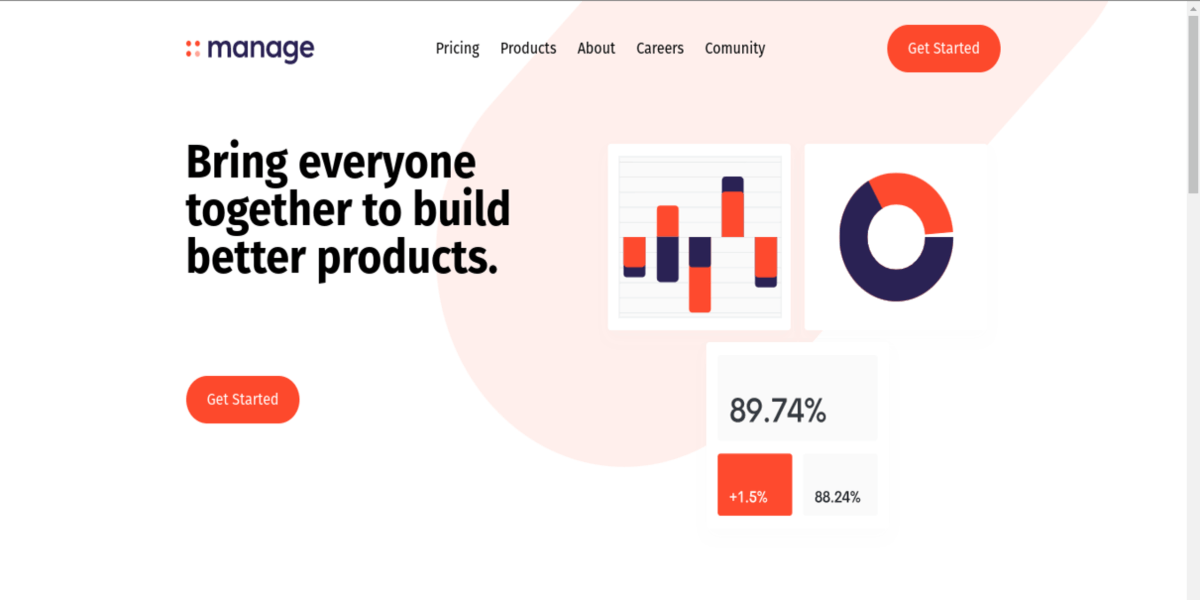 manage
Pricing
Products
About
Careers
Comunity
Get Started
Bring everyone
together to build
better products.
Get Started
89.74%
+1.5%
88.24%